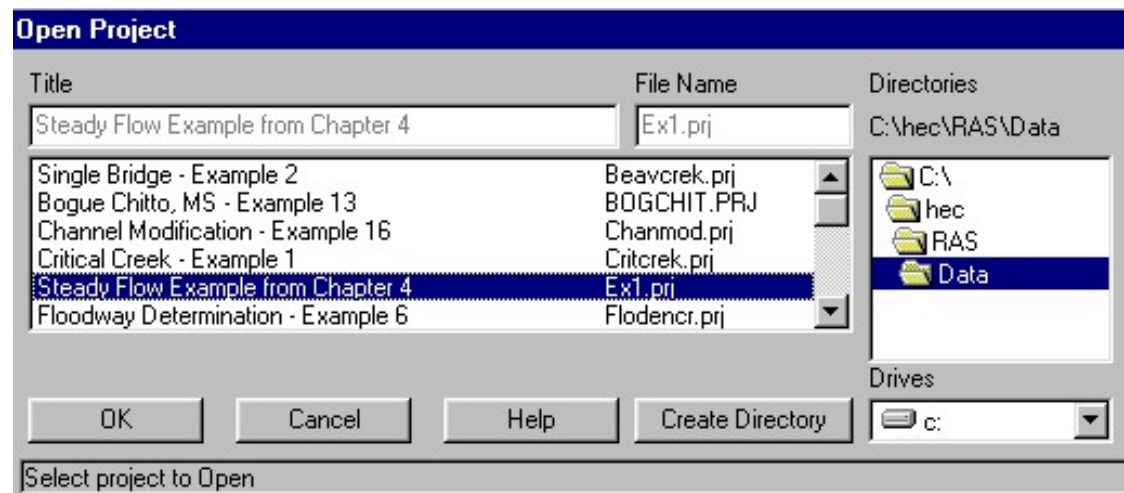 Open Project
Title File Name Directories
Steady Flow Example from Chapter 4 Ex1.prj C:\hec\RAS\Data
Single Bridge - Example 2 Beavcrek.prj
Bogue Chitto, MS - Example 13 BOGCHIT.PRJ
Channel Modification - Example 16 Chanmod.prj
Critical Creek - Example 1 Critcrek.prj
Steady Flow Example from Chapter 4 Ex1.prj
Floodway Determination - Example 6 Flodencr.prj
C:\
hec
RAS
Data
Drives
OK Cancel Help Create Directory c:
Select project to Open